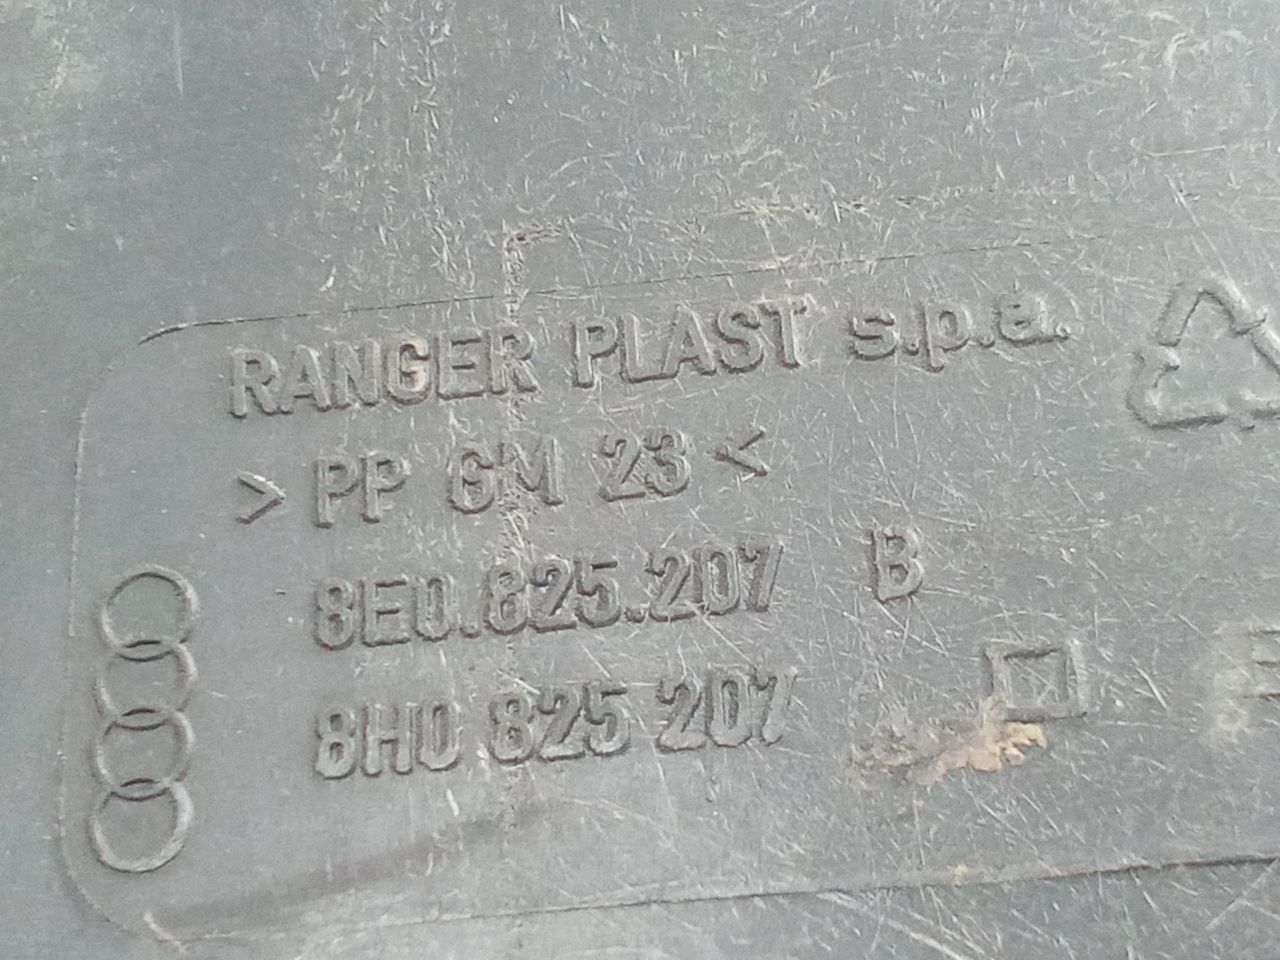 RANGER PLAST s.p.a.
> PP GM 23 <
8E0.825.207 B
8H0 825 207